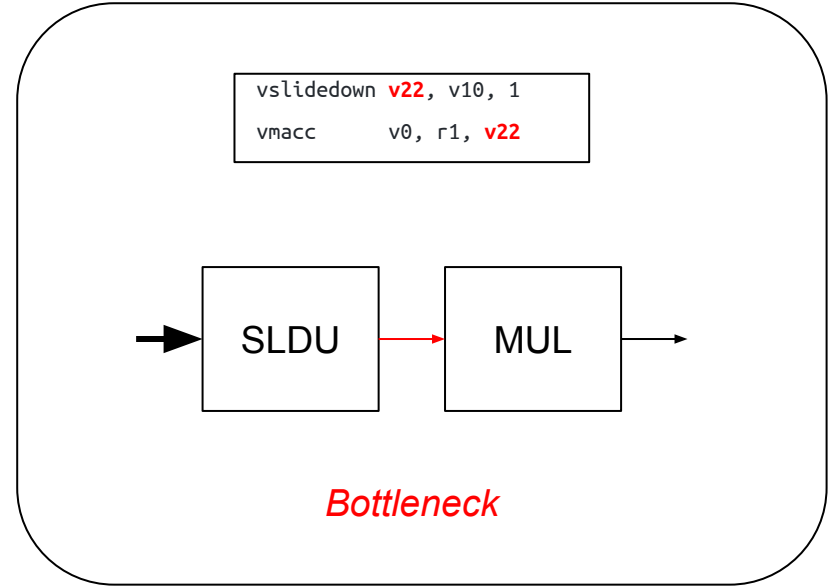 vslidedown v22, v10, 1
vmacc v0, r1, v22
SLDU
MUL
Bottleneck